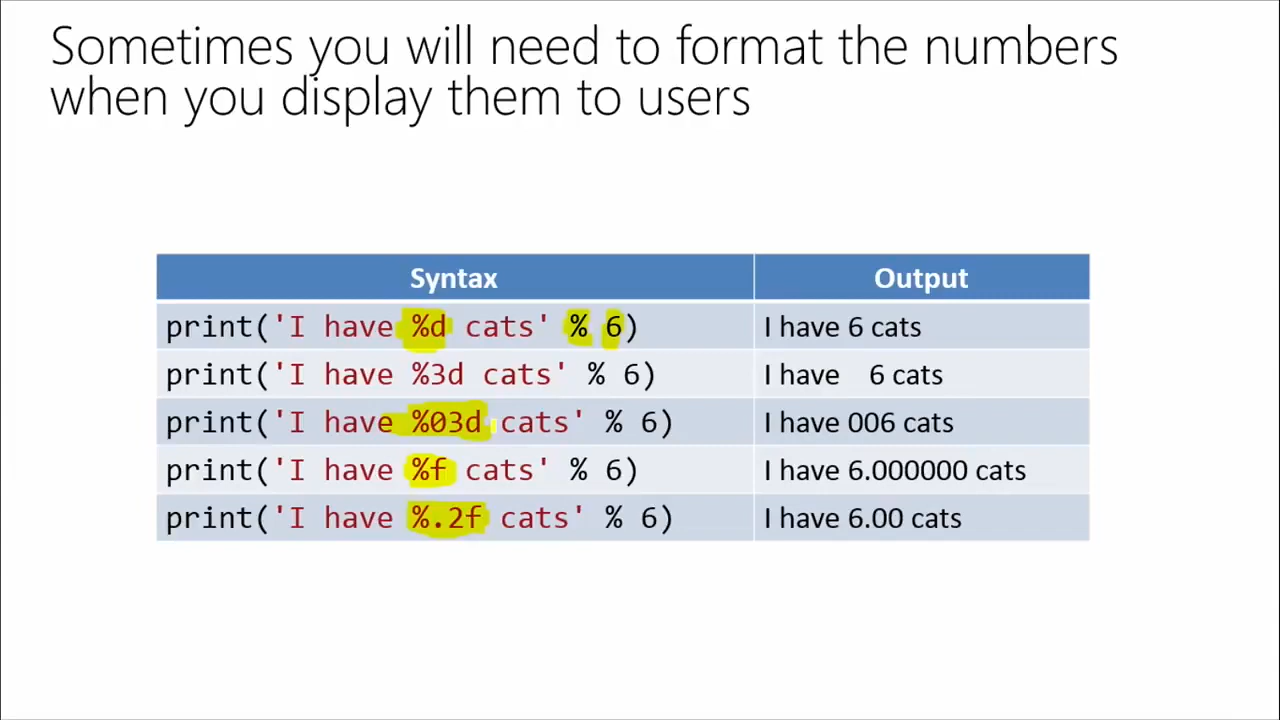 Sometimes you will need to format the numbers
when you display them to users
Syntax Output
print('I have %d cats' % 6) I have 6 cats
print('I have %3d cats' % 6) I have   6 cats
print('I have %03d cats' % 6) I have 006 cats
print('I have %f cats' % 6) I have 6.000000 cats
print('I have %.2f cats' % 6) I have 6.00 cats